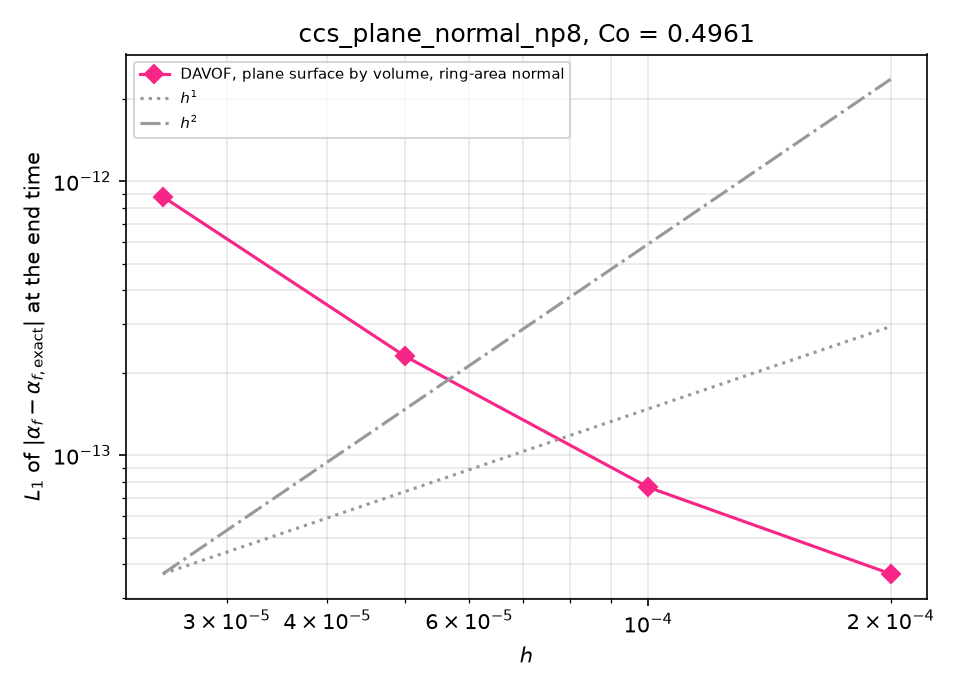 ccs_plane_normal_np8, Co = 0.4961
DAVOF, plane surface by volume, ring-area normal
h¹
h²
L₁ of |α_f − α_{f,exact}| at the end time
10⁻¹²
10⁻¹³
3 × 10⁻⁵
4 × 10⁻⁵
6 × 10⁻⁵
10⁻⁴
2 × 10⁻⁴
h